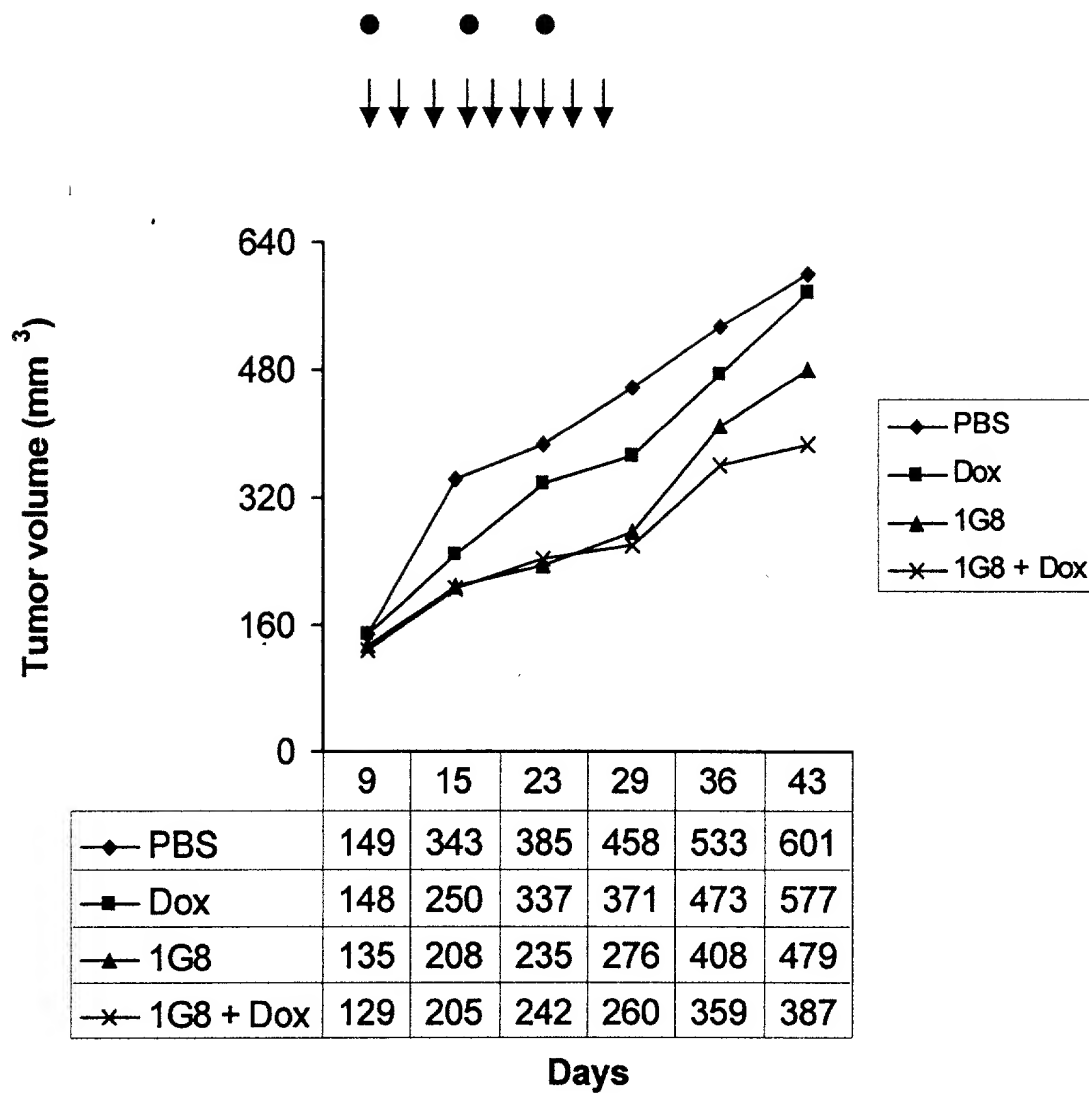 Tumor volume (mm ³)
640
480
320
160
0
PBS
Dox
1G8
1G8 + Dox
9 15 23 29 36 43
PBS 149 343 385 458 533 601
Dox 148 250 337 371 473 577
1G8 135 208 235 276 408 479
1G8 + Dox 129 205 242 260 359 387
Days